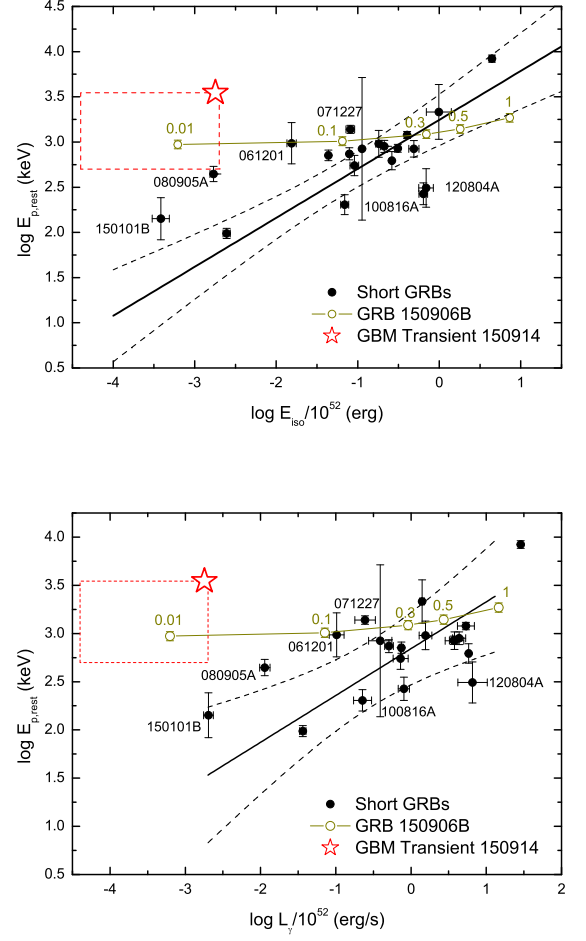 4.5
4.0
3.5
3.0
2.5
2.0
1.5
1.0
0.5
log E_p,rest (keV)
0.01
071227
0.1
0.3
0.5
1
061201
080905A
120804A
100816A
150101B
Short GRBs
GRB 150906B
GBM Transient 150914
-4 -3 -2 -1 0 1
log E_iso/10^52 (erg)
4.0
3.5
3.0
2.5
2.0
1.5
1.0
0.5
log E_p,rest (keV)
0.01
071227
0.1
0.3
0.5
1
061201
080905A
120804A
100816A
150101B
Short GRBs
GRB 150906B
GBM Transient 150914
-4 -3 -2 -1 0 1 2
log L_γ/10^52 (erg/s)